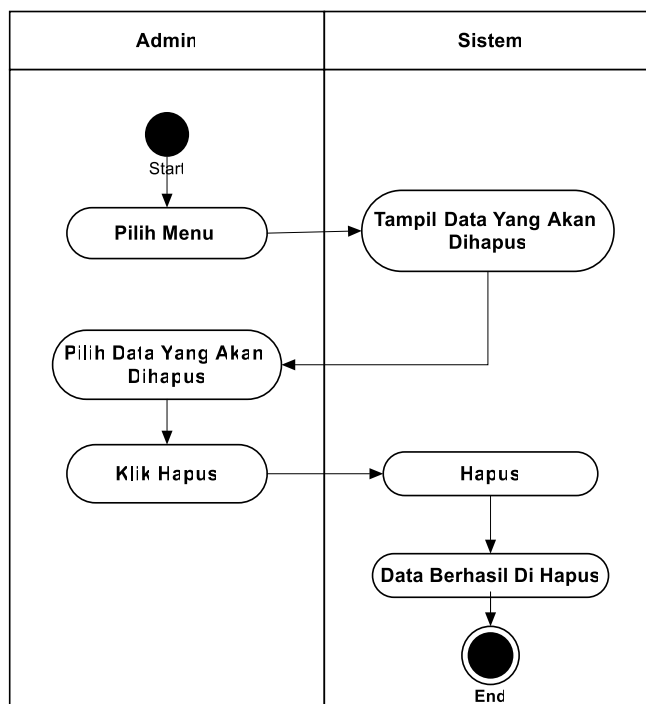 Admin
Sistem
Start
Pilih Menu
Tampil Data Yang Akan
Dihapus
Pilih Data Yang Akan
Dihapus
Klik Hapus
Hapus
Data Berhasil Di Hapus
End